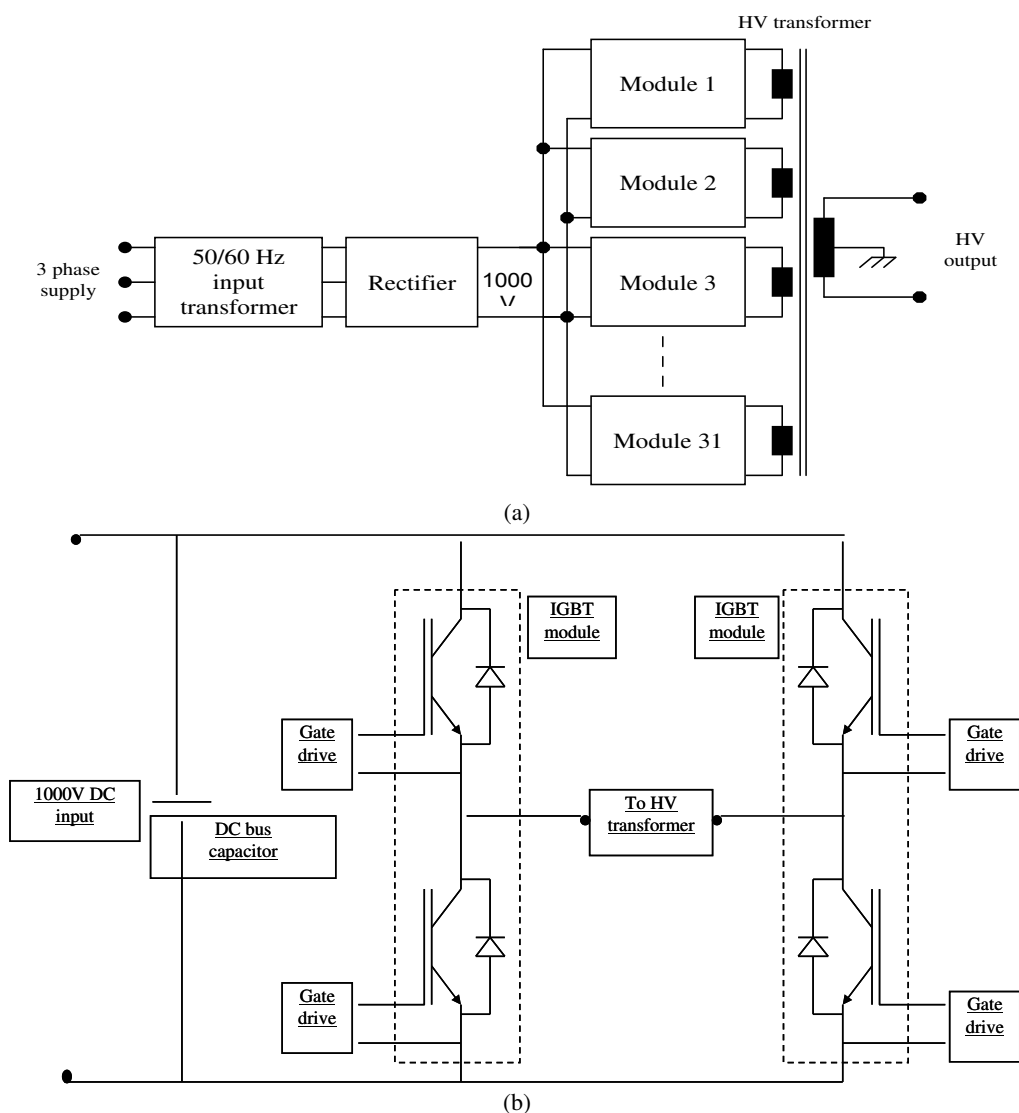 HV transformer
Module 1
Module 2
3 phase
supply
50/60 Hz
input
transformer
Rectifier
1000
V
Module 3
HV
output
Module 31
(a)
IGBT
module
IGBT
module
Gate
drive
Gate
drive
1000V DC
input
DC bus
capacitor
To HV
transformer
Gate
drive
Gate
drive
(b)